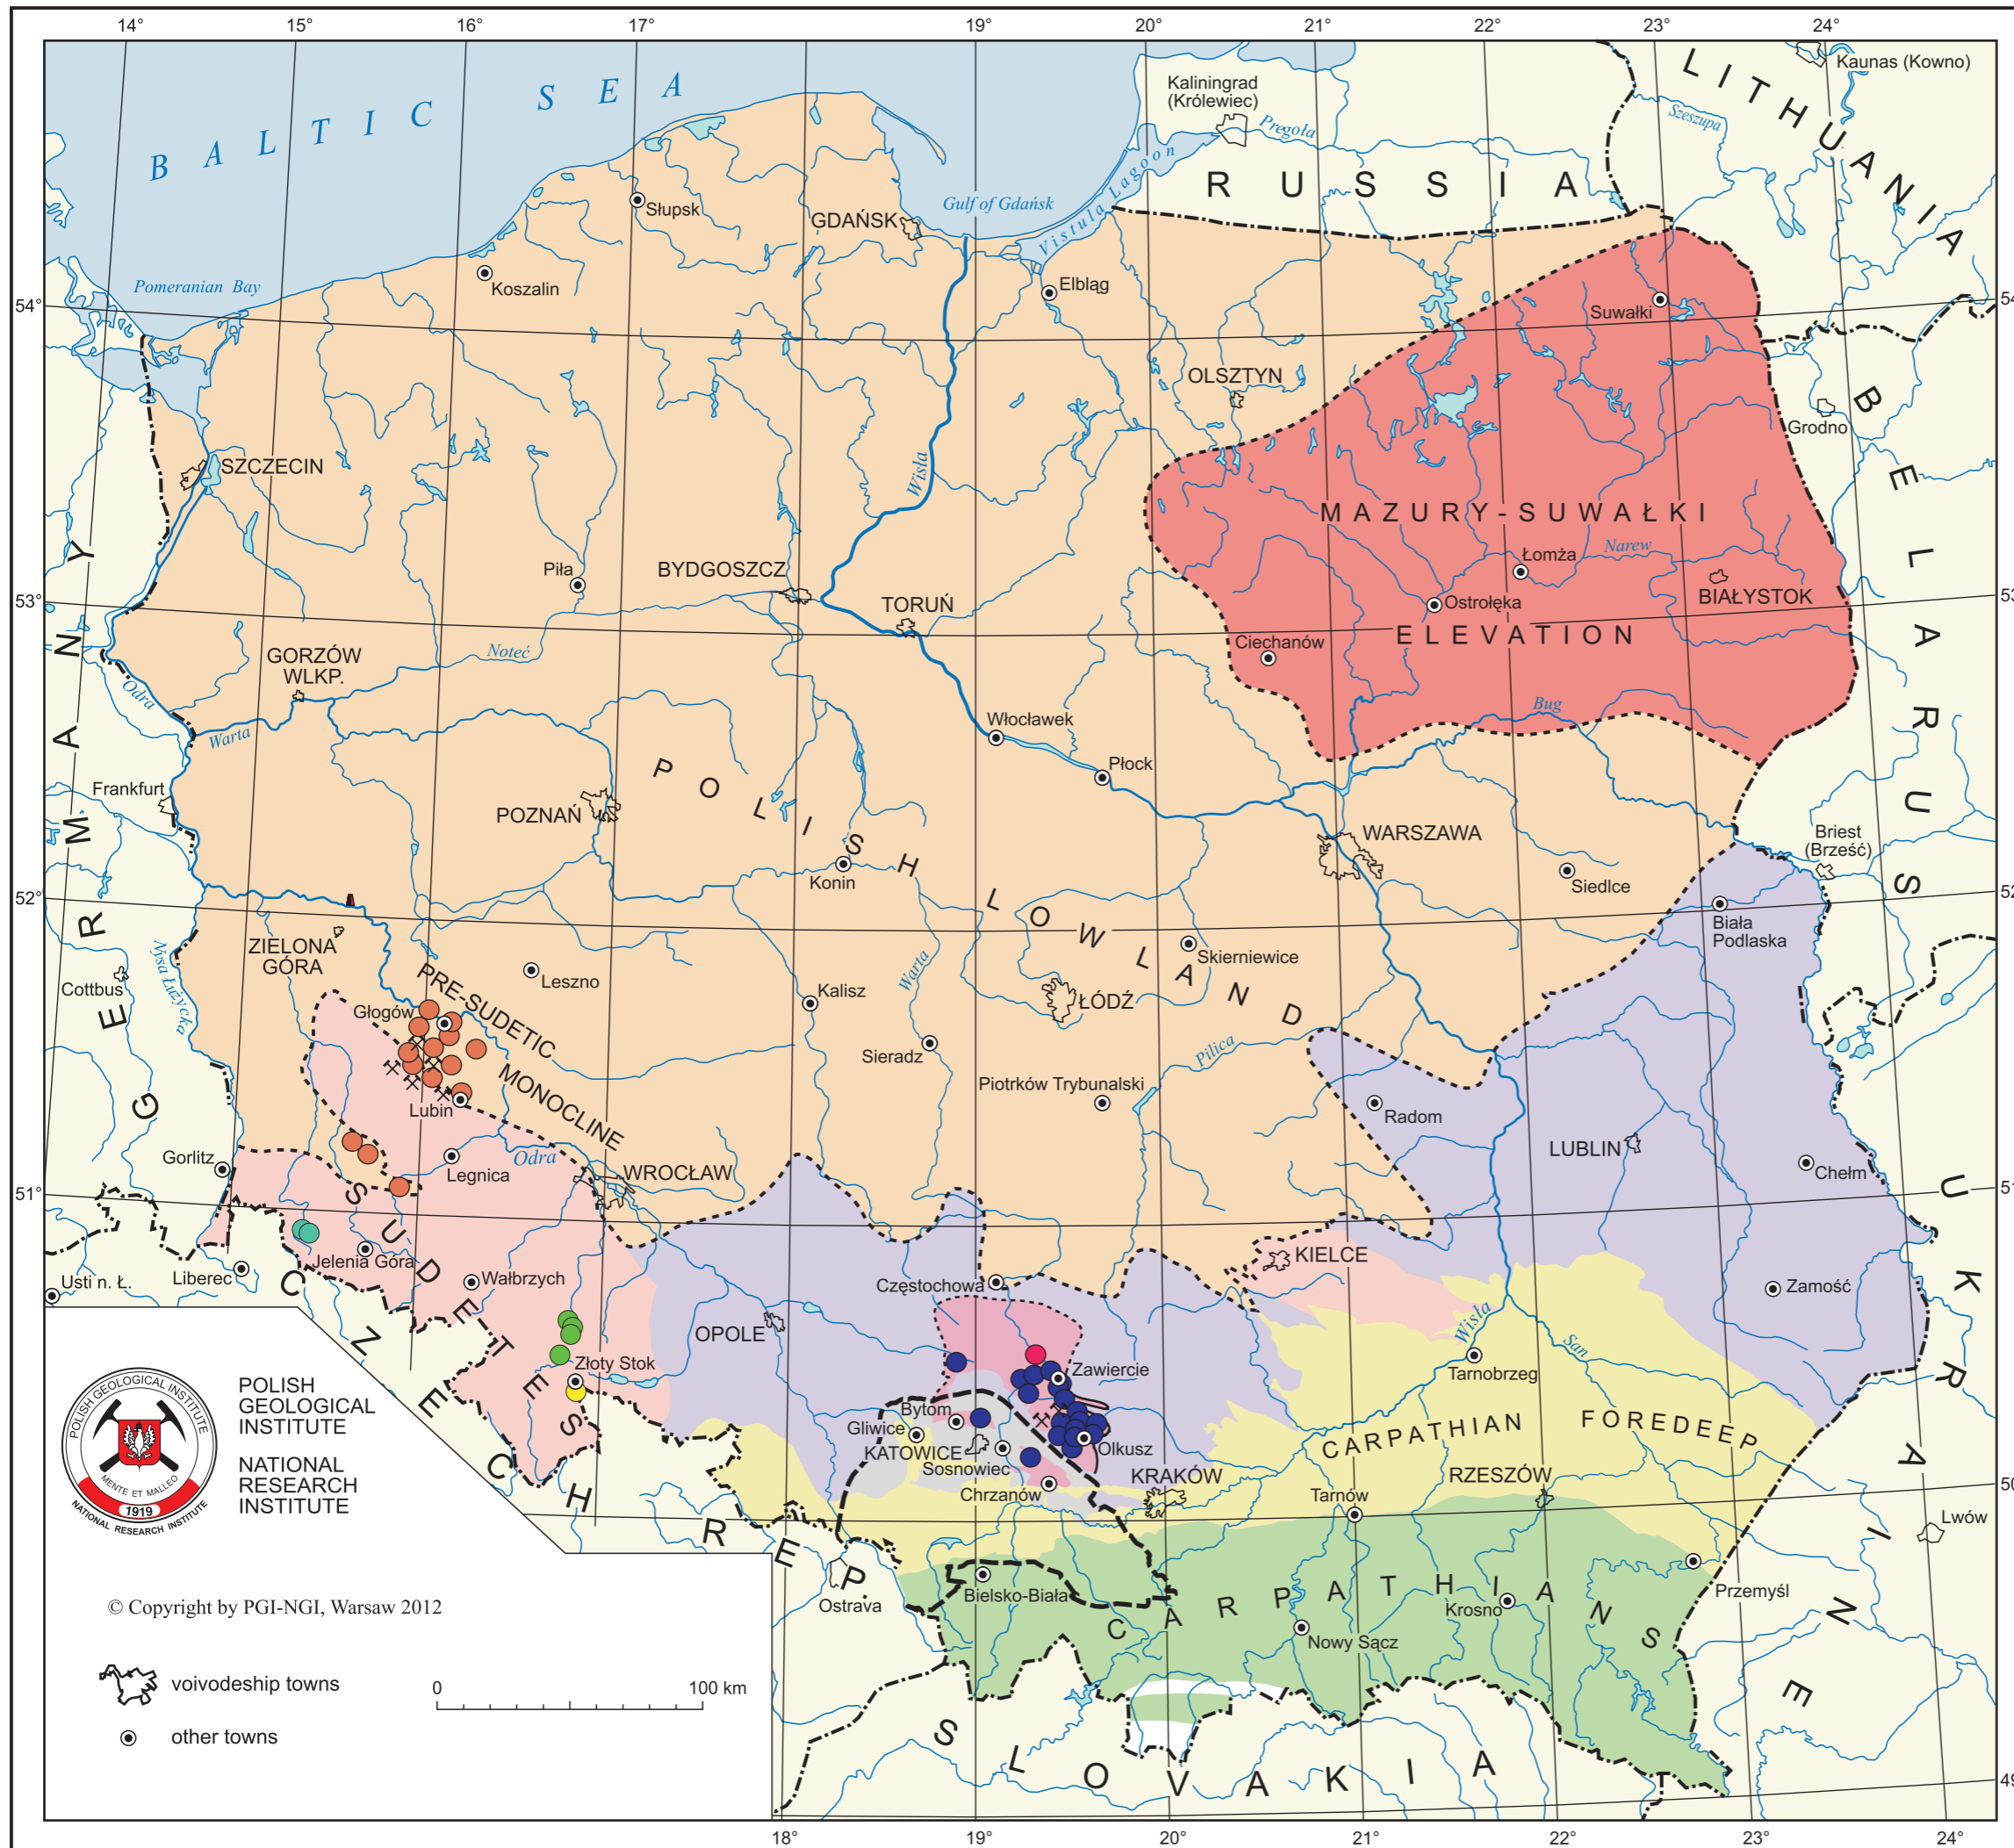 14° 15° 16° 17° 19° 20° 21° 22° 23° 24°
BALTIC SEA
LITHUANIA
Kaunas (Kowno)
Kaliningrad
(Królewiec)
Pregoła
Szeszupa
RUSSIA
Słupsk
GDAŃSK
Gulf of Gdańsk
Vistula Lagoon
Pomeranian Bay
Koszalin
Elbląg
Suwałki
54°
54
OLSZTYN
BELARUS
Grodno
SZCZECIN
Wisła
MAZURY-SUWAŁKI
ELEVATION
Narew
Łomża
Piła
BYDGOSZCZ
TORUŃ
BIAŁYSTOK
Ostrołęka
53°
53
Ciechanów
GERMANY
GORZÓW
WLKP.
Noteć
Odra
Warta
Włocławek
Bug
Płock
Frankfurt
POZNAŃ
POLISH LOWLAND
WARSZAWA
Briest
(Brześć)
Konin
Siedlce
52°
52
Biała
Podlaska
ZIELONA
GÓRA
Nysa Łużycka
Cottbus
Leszno
Skierniewice
PRE-SUDETIC
MONOCLINE
Głogów
Kalisz
Warta
ŁÓDŹ
Sieradz
Pilica
Piotrków Trybunalski
Lubin
Radom
LUBLIN
Chełm
Gorlitz
Legnica
Odra
WROCŁAW
51°
51
SUDETES
UKRAINE
Jelenia Góra
Liberec
Usti n. Ł.
Wałbrzych
KIELCE
Częstochowa
Zamość
CZECH REP.
OPOLE
Wisła
San
Złoty Stok
Zawiercie
Tarnobrzeg
Bytom
Gliwice
KATOWICE
Sosnowiec
Olkusz
Chrzanów
KRAKÓW
CARPATHIAN FOREDEEP
RZESZÓW
Tarnów
50
Lwów
Przemyśl
Bielsko-Biała
Ostrava
CARPATHIANS
Krosno
Nowy Sącz
SLOVAKIA
49
POLISH GEOLOGICAL INSTITUTE
MENTE ET MALLEO
1919
NATIONAL RESEARCH INSTITUTE
POLISH
GEOLOGICAL
INSTITUTE
NATIONAL
RESEARCH
INSTITUTE
© Copyright by PGI-NGI, Warsaw 2012
voivodeship towns
other towns
0 100 km
18° 19° 20° 21° 22° 23° 24°